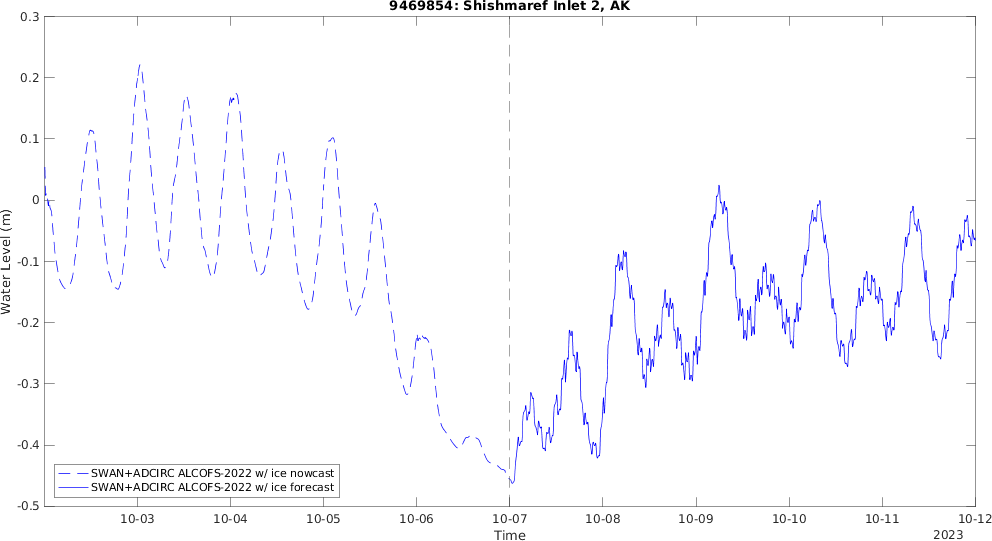 9469854: Shishmaref Inlet 2, AK
0.3
0.2
0.1
0
-0.1
-0.2
-0.3
-0.4
-0.5
Water Level (m)
SWAN+ADCIRC ALCOFS-2022 w/ ice nowcast
SWAN+ADCIRC ALCOFS-2022 w/ ice forecast
10-03 10-04 10-05 10-06 10-07 10-08 10-09 10-10 10-11 10-12
Time
2023